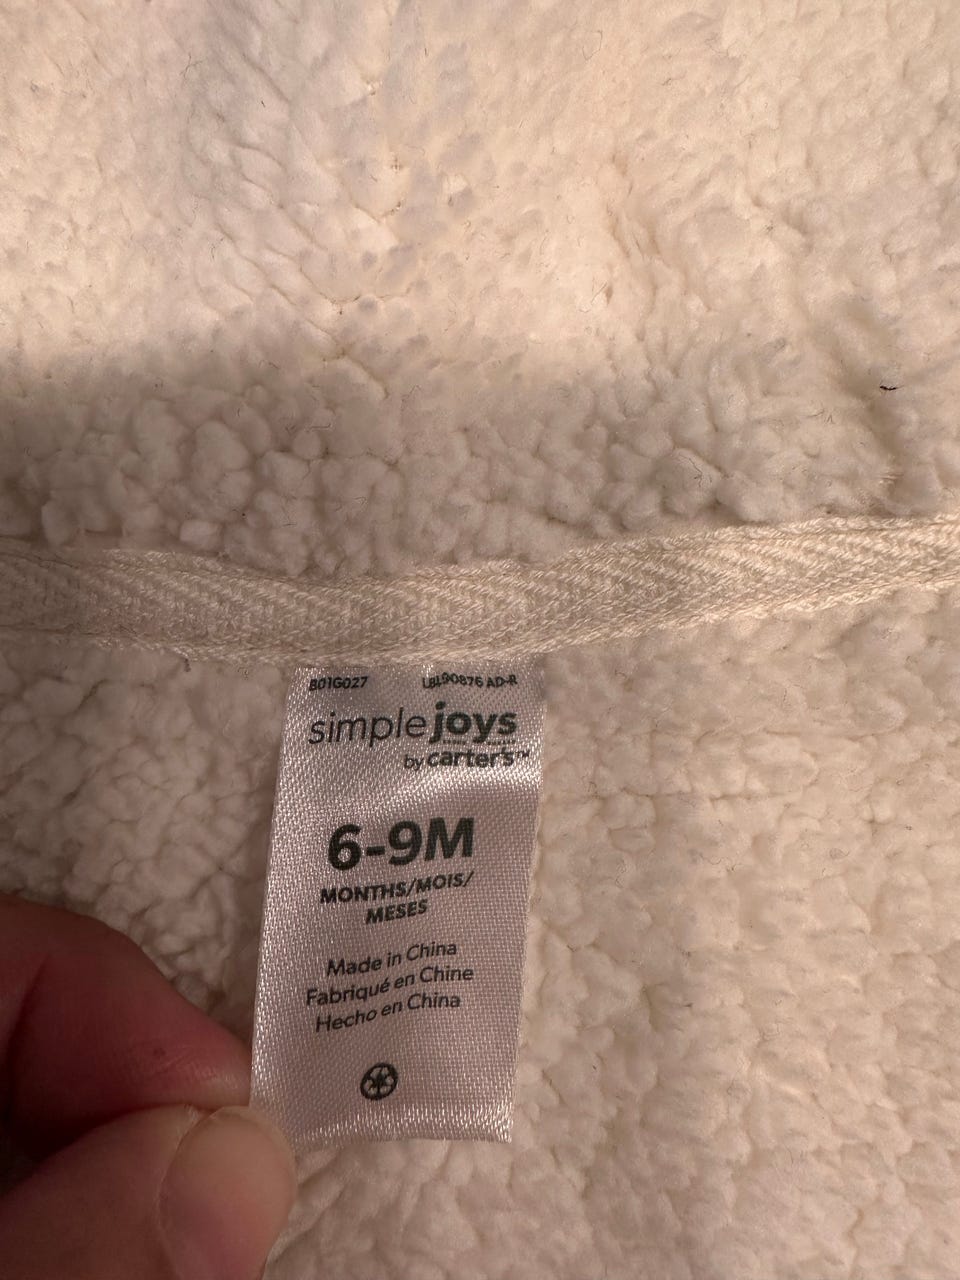 B01G027 LBL90876 AD-R
simple joys
by carter's™
6-9M
MONTHS/MOIS/
MESES
Made in China
Fabriqué en Chine
Hecho en China